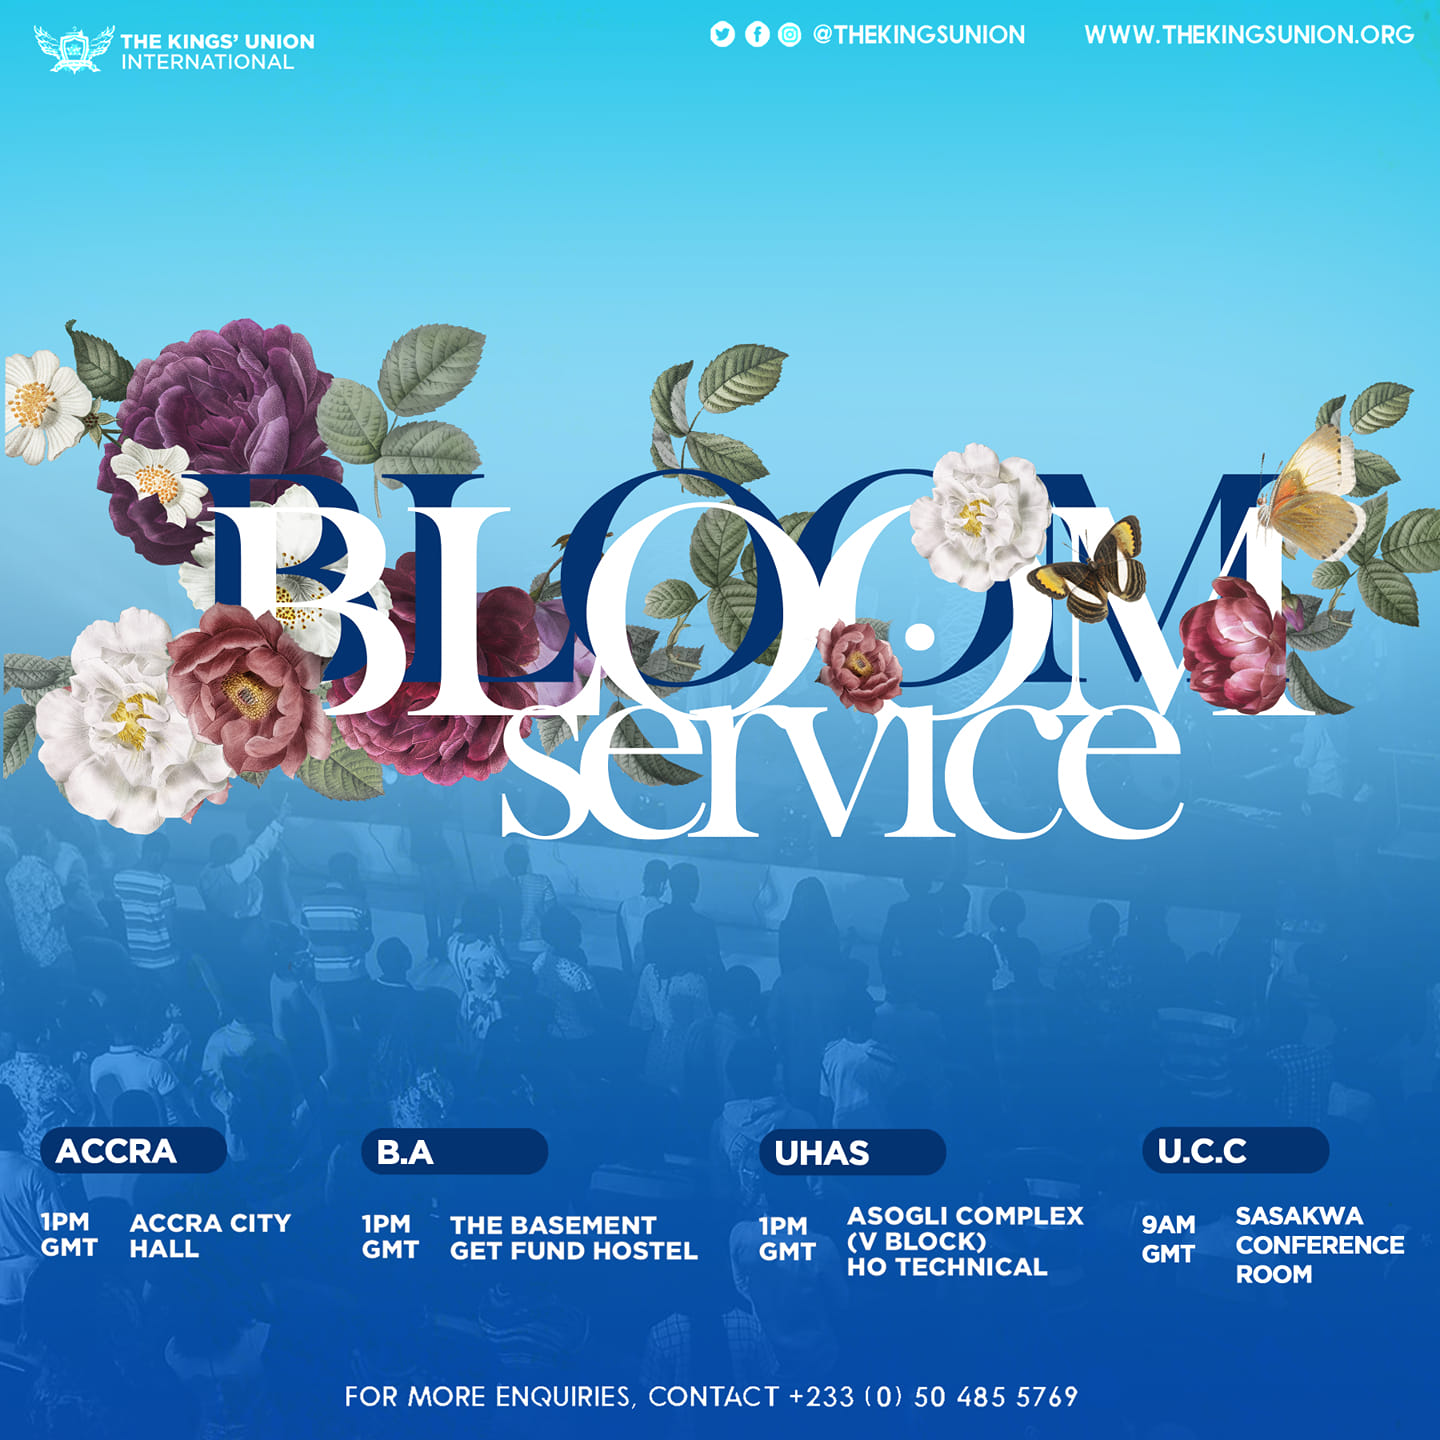 THE KINGS' UNION
INTERNATIONAL
@THEKINGSUNION
WWW.THEKINGSUNION.ORG
BLOOM
service
ACCRA
1PM
GMT
ACCRA CITY
HALL
B.A
1PM
GMT
THE BASEMENT
GET FUND HOSTEL
UHAS
1PM
GMT
ASOGLI COMPLEX
(V BLOCK)
HO TECHNICAL
U.C.C
9AM
GMT
SASAKWA
CONFERENCE
ROOM
FOR MORE ENQUIRIES, CONTACT +233 (0) 50 485 5769